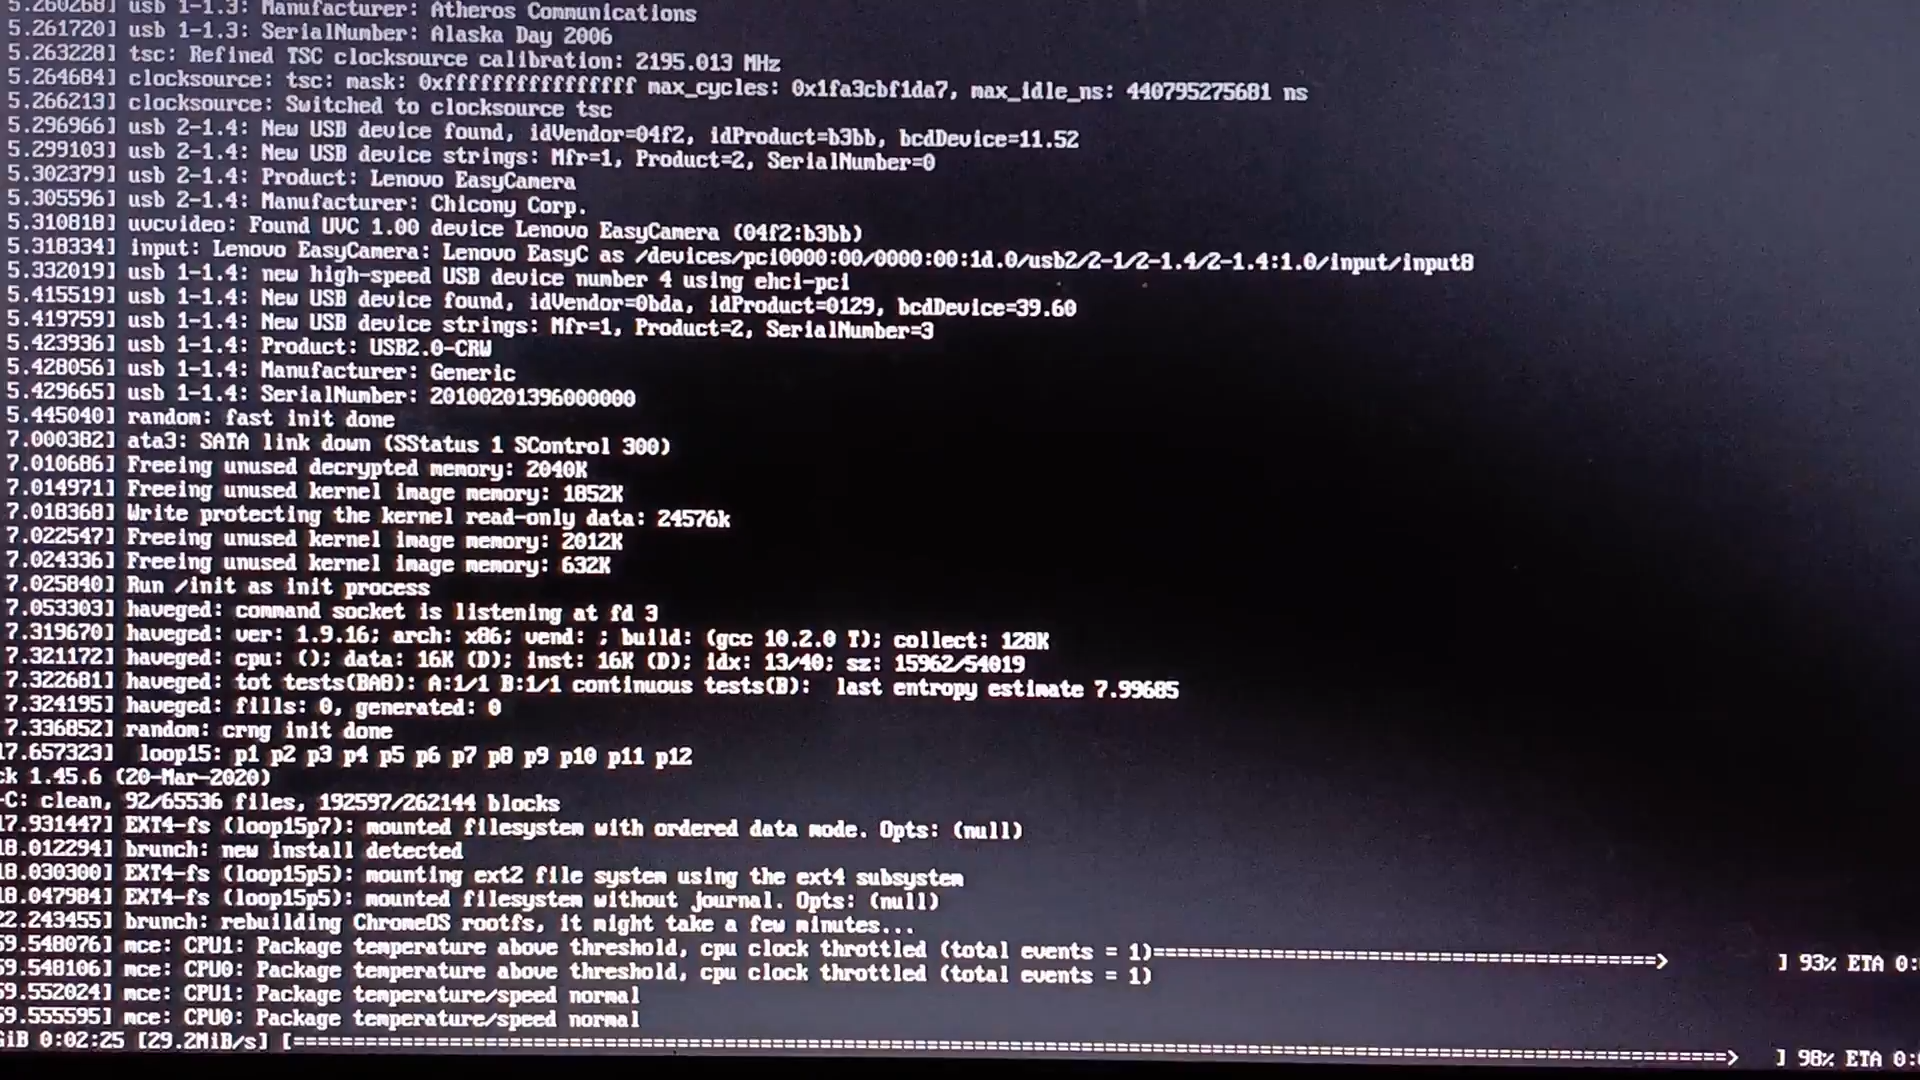 5.260268] usb 1-1.3: Manufacturer: Atheros Communications
5.261720] usb 1-1.3: SerialNumber: Alaska Day 2006
5.263228] tsc: Refined TSC clocksource calibration: 2195.013 MHz
5.264684] clocksource: tsc: mask: 0xffffffffffffffff max_cycles: 0x1fa3cbf1da7, max_idle_ns: 440795275681 ns
5.266213] clocksource: Switched to clocksource tsc
5.296966] usb 2-1.4: New USB device found, idVendor=04f2, idProduct=b3bb, bcdDevice=11.52
5.299103] usb 2-1.4: New USB device strings: Mfr=1, Product=2, SerialNumber=0
5.302379] usb 2-1.4: Product: Lenovo EasyCamera
5.305596] usb 2-1.4: Manufacturer: Chicony Corp.
5.310818] uvcvideo: Found UVC 1.00 device Lenovo EasyCamera (04f2:b3bb)
5.318334] input: Lenovo EasyCamera: Lenovo EasyC as /devices/pci0000:00/0000:00:1d.0/usb2/2-1/2-1.4/2-1.4:1.0/input/input8
5.332019] usb 1-1.4: new high-speed USB device number 4 using ehci-pci
5.415519] usb 1-1.4: New USB device found, idVendor=0bda, idProduct=0129, bcdDevice=39.60
5.419759] usb 1-1.4: New USB device strings: Mfr=1, Product=2, SerialNumber=3
5.423936] usb 1-1.4: Product: USB2.0-CRW
5.428056] usb 1-1.4: Manufacturer: Generic
5.429665] usb 1-1.4: SerialNumber: 20100201396000000
5.445040] random: fast init done
7.000382] ata3: SATA link down (SStatus 1 SControl 300)
7.010686] Freeing unused decrypted memory: 2040K
7.014971] Freeing unused kernel image memory: 1852K
7.018368] Write protecting the kernel read-only data: 24576k
7.022547] Freeing unused kernel image memory: 2012K
7.024336] Freeing unused kernel image memory: 632K
7.025840] Run /init as init process
7.053303] haveged: command socket is listening at fd 3
7.319670] haveged: ver: 1.9.16; arch: x86; vend: ; build: (gcc 10.2.0 T); collect: 128K
7.321172] haveged: cpu: (); data: 16K (D); inst: 16K (D); idx: 13/40; sz: 15962/54019
7.322681] haveged: tot tests(BA8): A:1/1 B:1/1 continuous tests(B):  last entropy estimate 7.99685
7.324195] haveged: fills: 0, generated: 0
7.336852] random: crng init done
17.657323]  loop15: p1 p2 p3 p4 p5 p6 p7 p8 p9 p10 p11 p12
ck 1.45.6 (20-Mar-2020)
-C: clean, 92/65536 files, 192597/262144 blocks
17.931447] EXT4-fs (loop15p7): mounted filesystem with ordered data mode. Opts: (null)
18.012294] brunch: new install detected
18.030300] EXT4-fs (loop15p5): mounting ext2 file system using the ext4 subsystem
18.047984] EXT4-fs (loop15p5): mounted filesystem without journal. Opts: (null)
22.243455] brunch: rebuilding ChromeOS rootfs, it might take a few minutes...
59.548076] mce: CPU1: Package temperature above threshold, cpu clock throttled (total events = 1)==========================================> ] 93% ETA 0:
59.548106] mce: CPU0: Package temperature above threshold, cpu clock throttled (total events = 1)
59.552024] mce: CPU1: Package temperature/speed normal
59.555595] mce: CPU0: Package temperature/speed normal
GiB 0:02:25 [29.2MiB/s] [=======================================================================================================================> ] 98% ETA 0: